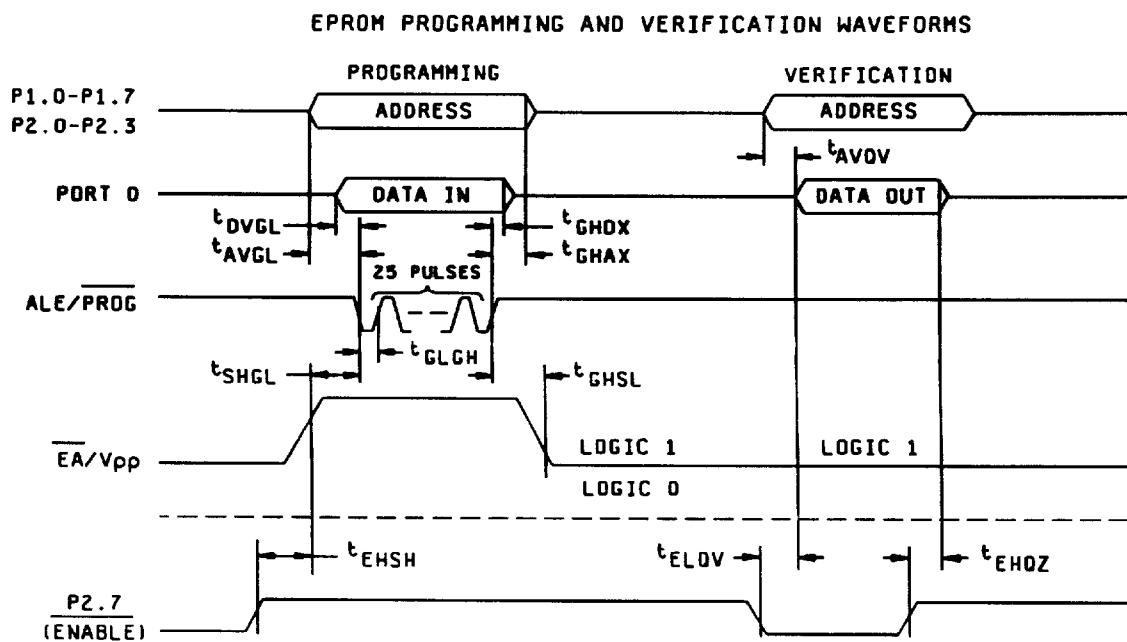 EPROM PROGRAMMING AND VERIFICATION WAVEFORMS
PROGRAMMING
VERIFICATION
P1.0-P1.7
P2.0-P2.3
ADDRESS
ADDRESS
tAVQV
PORT 0
DATA IN
DATA OUT
tDVGL
tGHDX
tAVGL
tGHAX
25 PULSES
ALE/PROG
tGLGH
tSHGL
tGHSL
EA/Vpp
LOGIC 1
LOGIC 1
LOGIC 0
tEHSH
tELQV
tEHQZ
P2.7
(ENABLE)